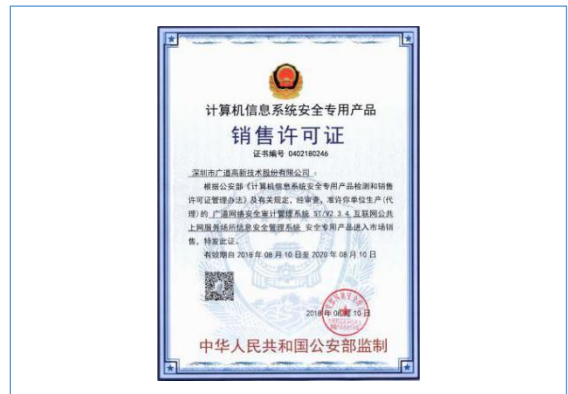 计算机信息系统安全专用产品
销售许可证
证书编号 0402180246
深圳市广道高新技术股份有限公司 :
根据公安部《计算机信息系统安全专用产品检测和销售
许可证管理办法》及有关规定，经审查，准许你单位生产(代
理)的 广道网络安全审计管理系统 ST/V2.3.4 互联网公共
上网服务场所信息安全管理系统 安全专用产品进入市场销
售，特发此证。
有效期自 2018 年 08 月 10 日至 2020 年 08 月 10 日
2018 年 08 月 10 日
中华人民共和国公安部监制